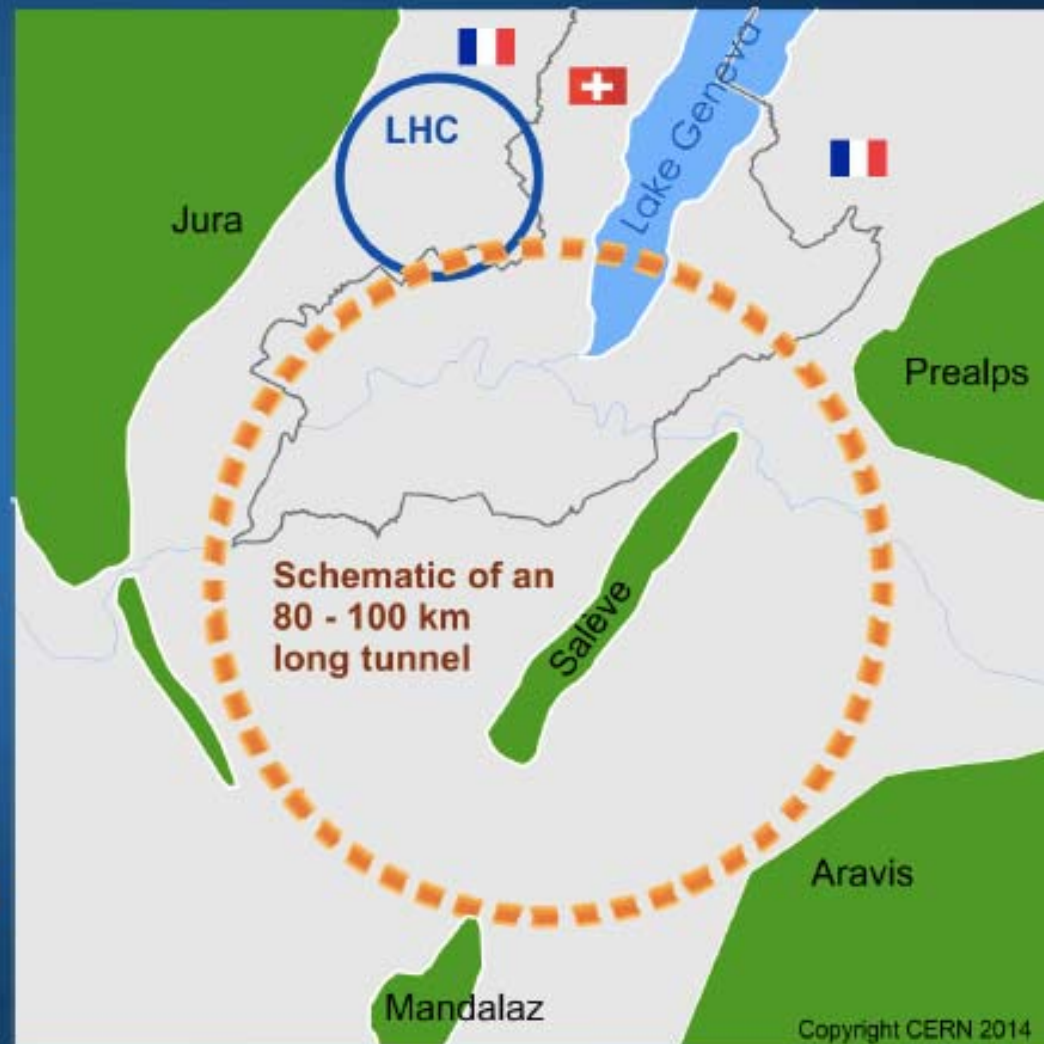 LHC
Lake Geneva
Jura
Prealps
Schematic of an
80 - 100 km
long tunnel
Salève
Aravis
Mandalaz
Copyright CERN 2014